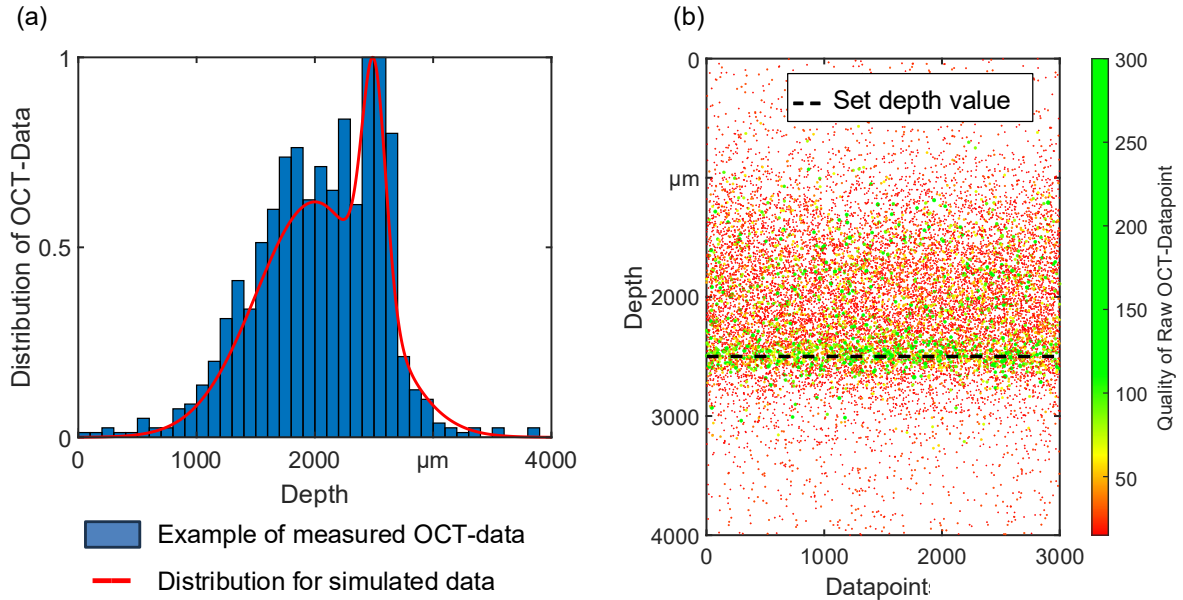 (a)
Distribution of OCT-Data
1
0.5
0
0
1000
2000
µm
4000
Depth
Example of measured OCT-data
Distribution for simulated data
(b)
Depth
0
µm
2000
3000
4000
0
1000
2000
3000
Datapoint
Set depth value
300
250
200
150
100
50
Quality of Raw OCT-Datapoint